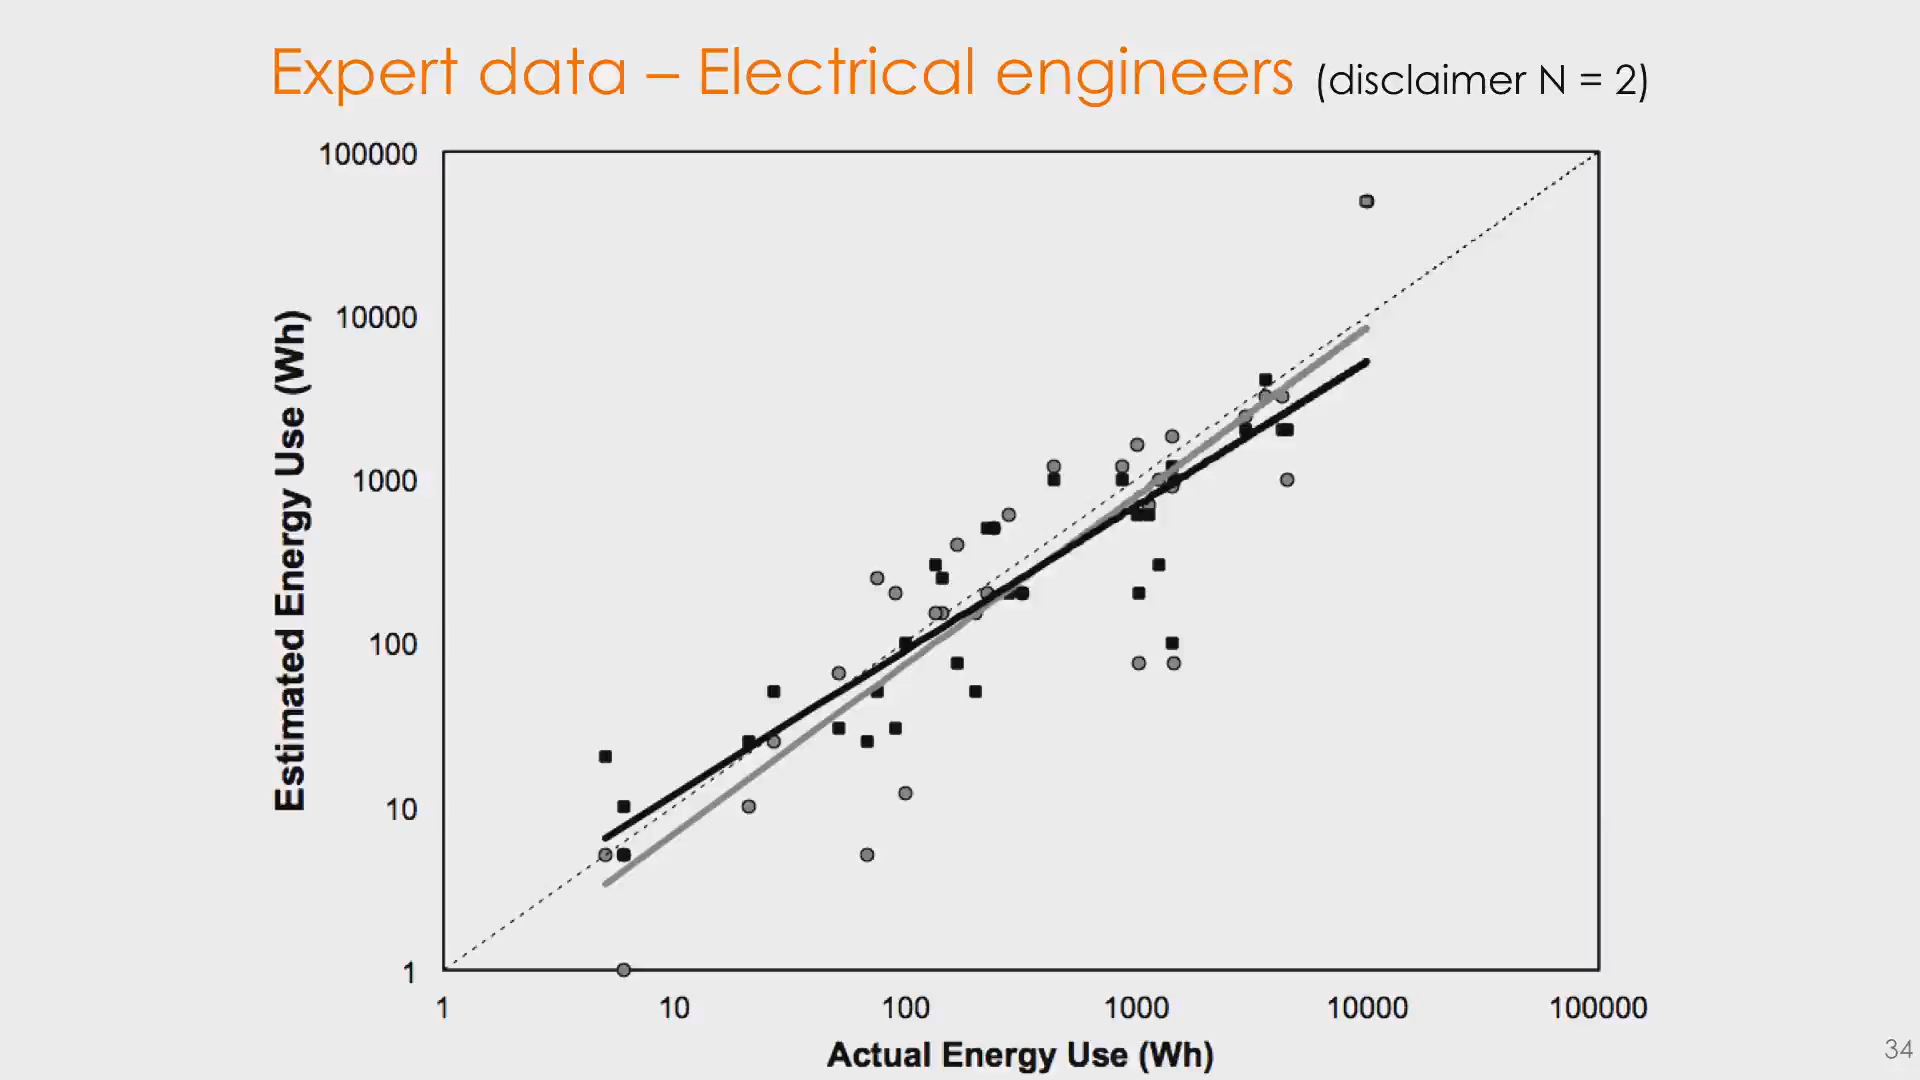 Expert data – Electrical engineers (disclaimer N = 2)
100000
10000
1000
100
10
1
Estimated Energy Use (Wh)
1 10 100 1000 10000 100000
Actual Energy Use (Wh)
34